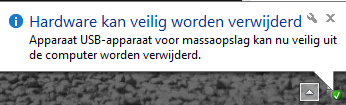 Hardware kan veilig worden verwijderd
Apparaat USB-apparaat voor massaopslag kan nu veilig uit
de computer worden verwijderd.